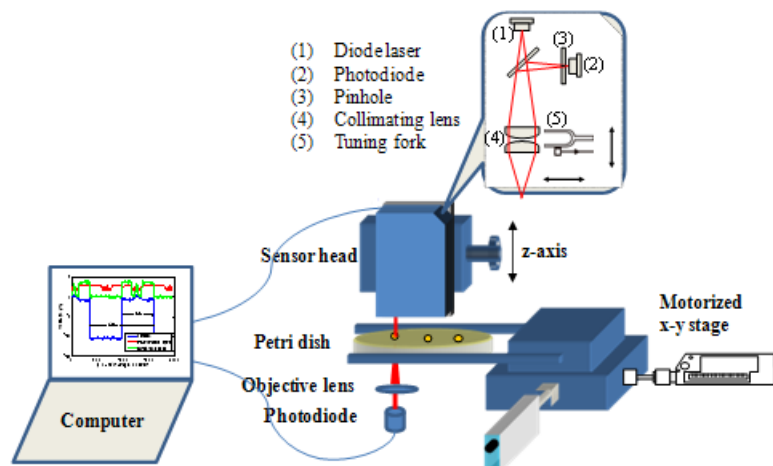 (1) Diode laser
(2) Photodiode
(3) Pinhole
(4) Collimating lens
(5) Tuning fork
(1)
(3)
(2)
(4)
(5)
Sensor head
z-axis
Petri dish
Motorized
x-y stage
Objective lens
Photodiode
Computer